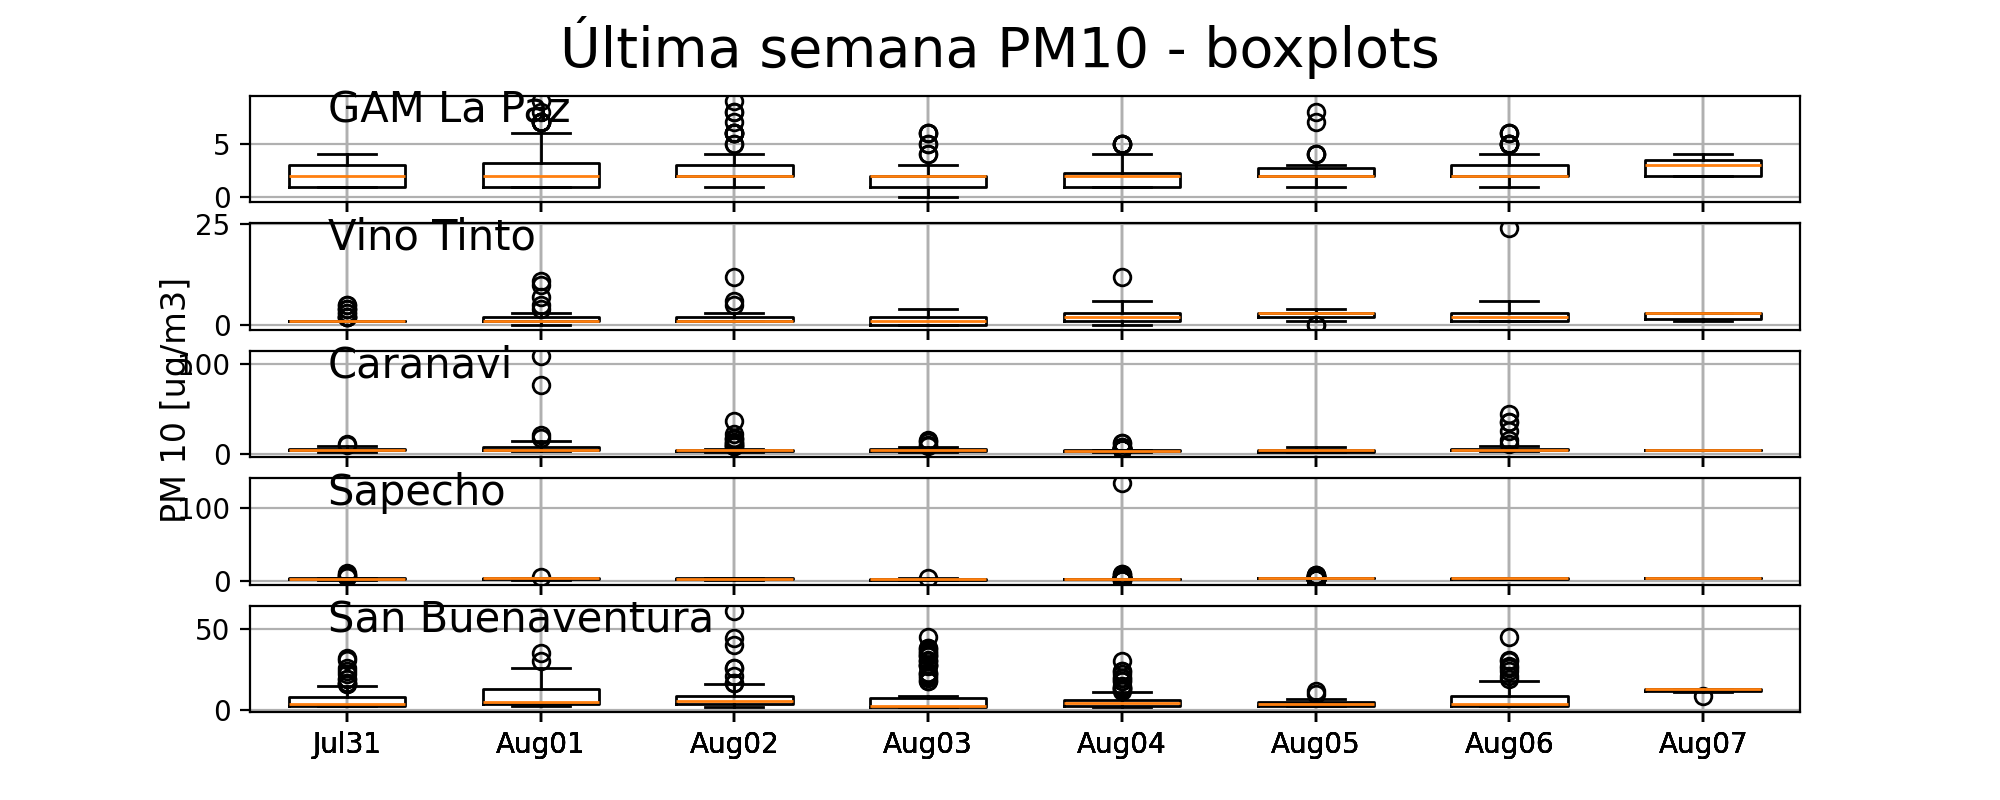 Última semana PM10 - boxplots
GAM La Paz
5
0
Vino Tinto
25
0
PM 10 [ug/m3]
Caranavi
100
0
Sapecho
100
0
San Buenaventura
50
0
Jul31 Aug01 Aug02 Aug03 Aug04 Aug05 Aug06 Aug07